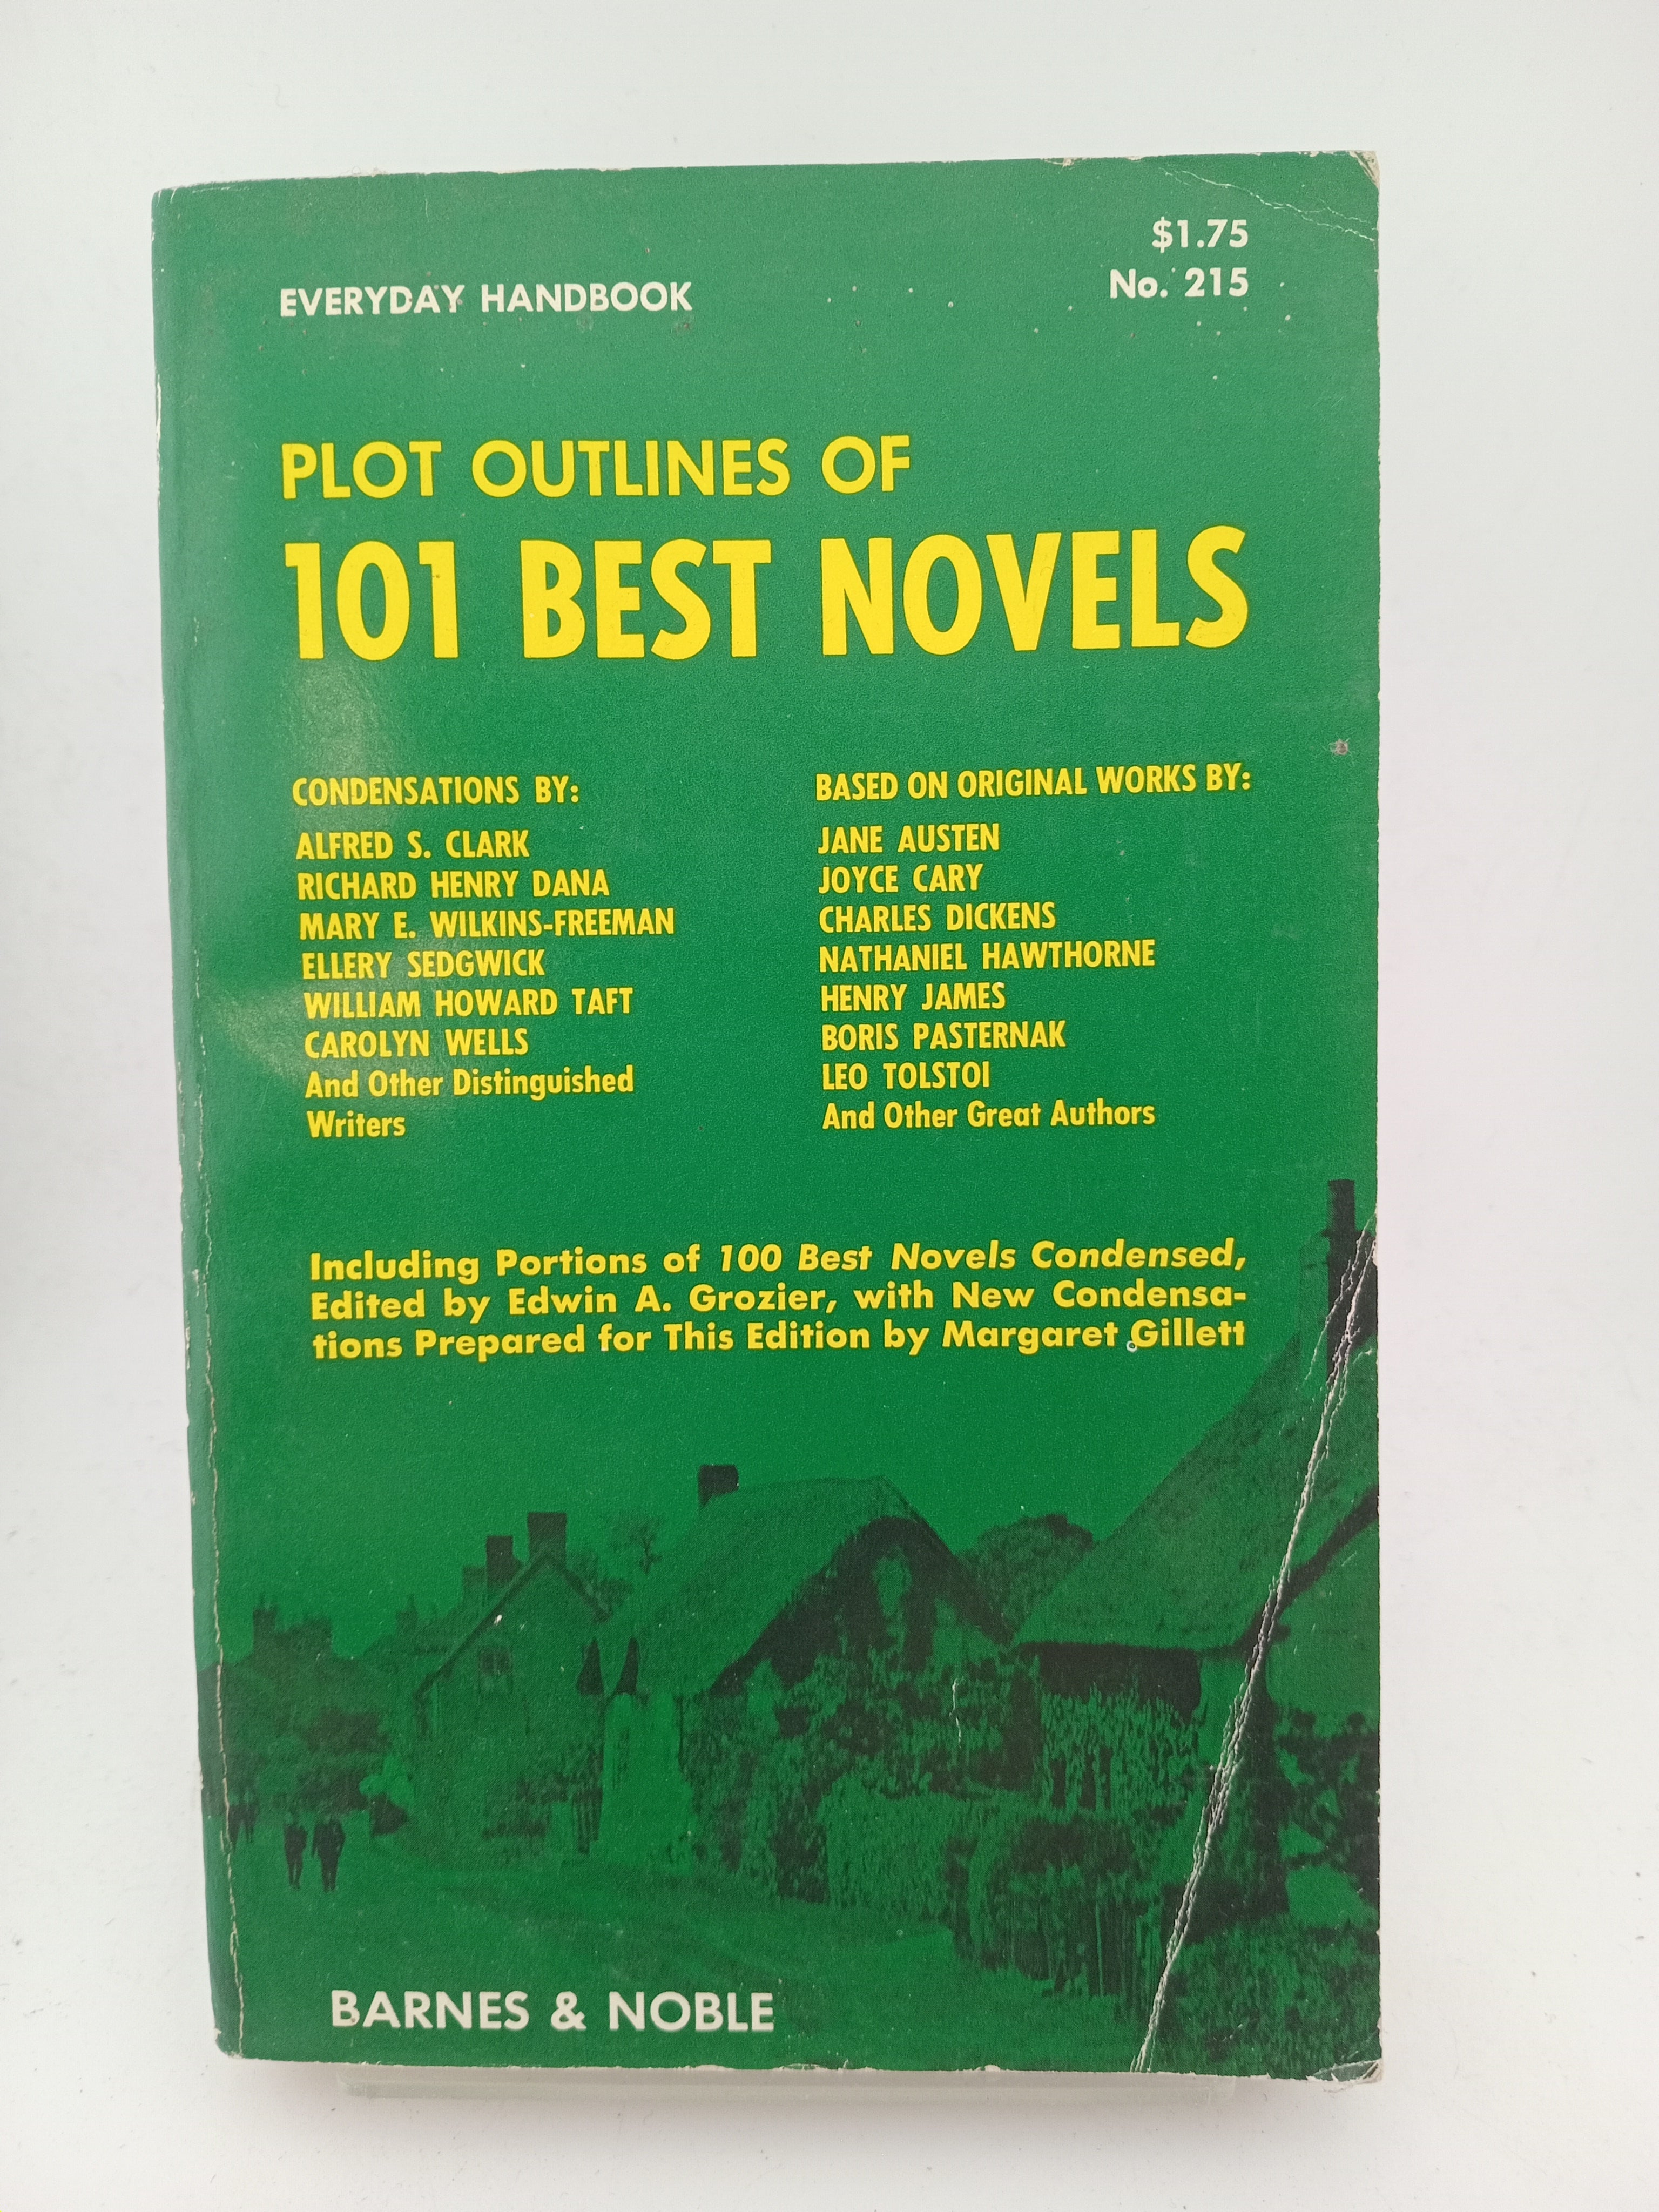 $1.75
EVERYDAY HANDBOOK
No. 215
PLOT OUTLINES OF
101 BEST NOVELS
CONDENSATIONS BY:
ALFRED S. CLARK
RICHARD HENRY DANA
MARY E. WILKINS-FREEMAN
ELLERY SEDGWICK
WILLIAM HOWARD TAFT
CAROLYN WELLS
And Other Distinguished
Writers
BASED ON ORIGINAL WORKS BY:
JANE AUSTEN
JOYCE CARY
CHARLES DICKENS
NATHANIEL HAWTHORNE
HENRY JAMES
BORIS PASTERNAK
LEO TOLSTOI
And Other Great Authors
Including Portions of 100 Best Novels Condensed,
Edited by Edwin A. Grozier, with New Condensa-
tions Prepared for This Edition by Margaret Gillett
BARNES & NOBLE